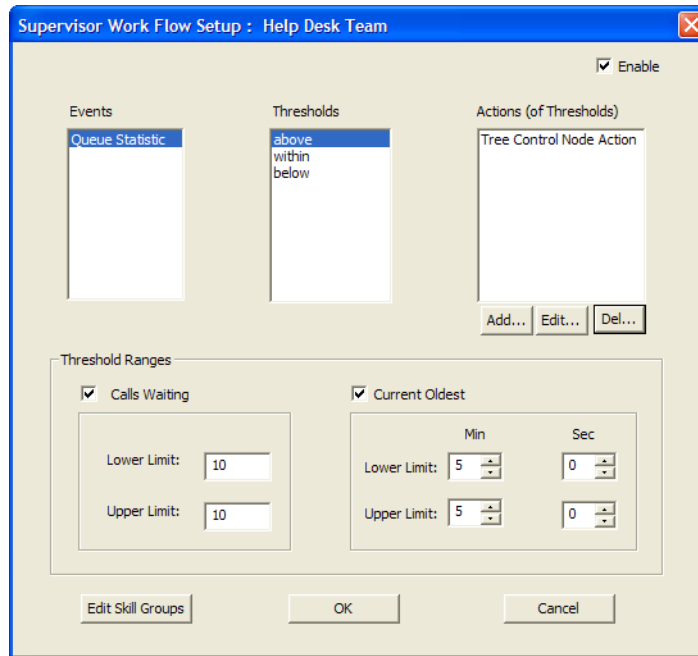 Supervisor Work Flow Setup : Help Desk Team
Enable
Events
Thresholds
Actions (of Thresholds)
Queue Statistic
above
within
below
Tree Control Node Action
Add...
Edit...
Del...
Threshold Ranges
Calls Waiting
Current Oldest
Min
Sec
Lower Limit: 10
Lower Limit: 5 0
Upper Limit: 10
Upper Limit: 5 0
Edit Skill Groups
OK
Cancel